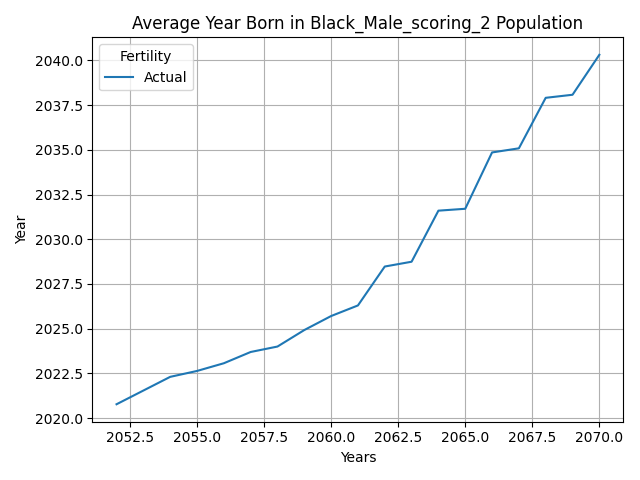 Average Year Born in Black_Male_scoring_2 Population
Fertility
Actual
2040.0
2037.5
2035.0
2032.5
2030.0
2027.5
2025.0
2022.5
2020.0
Year
2052.5 2055.0 2057.5 2060.0 2062.5 2065.0 2067.5 2070.0
Years